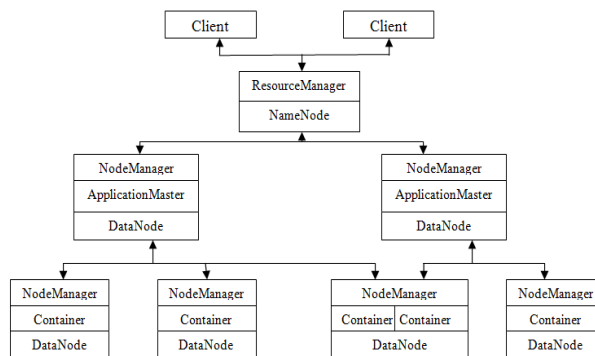 Client
Client
ResourceManager
NameNode
NodeManager
NodeManager
ApplicationMaster
ApplicationMaster
DataNode
DataNode
NodeManager
NodeManager
NodeManager
NodeManager
Container
Container
Container
Container
Container
DataNode
DataNode
DataNode
DataNode